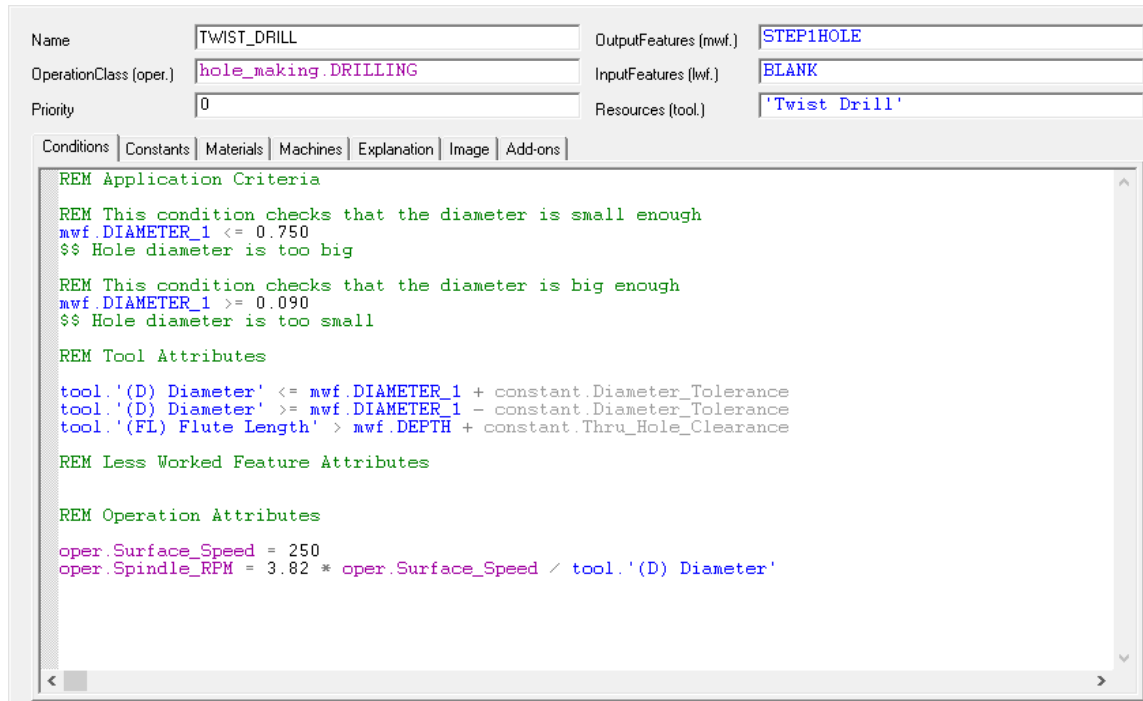 Name TWIST_DRILL OutputFeatures (mwf.) STEP1HOLE
OperationClass (oper.) hole_making.DRILLING InputFeatures (lwf.) BLANK
Priority 0 Resources (tool.) 'Twist Drill'
Conditions Constants Materials Machines Explanation Image Add-ons
REM Application Criteria
REM This condition checks that the diameter is small enough
mwf.DIAMETER_1 <= 0.750
$$ Hole diameter is too big
REM This condition checks that the diameter is big enough
mwf.DIAMETER_1 >= 0.090
$$ Hole diameter is too small
REM Tool Attributes
tool.'(D) Diameter' <= mwf.DIAMETER_1 + constant.Diameter_Tolerance
tool.'(D) Diameter' >= mwf.DIAMETER_1 - constant.Diameter_Tolerance
tool.'(FL) Flute Length' > mwf.DEPTH + constant.Thru_Hole_Clearance
REM Less Worked Feature Attributes
REM Operation Attributes
oper.Surface_Speed = 250
oper.Spindle_RPM = 3.82 * oper.Surface_Speed / tool.'(D) Diameter'